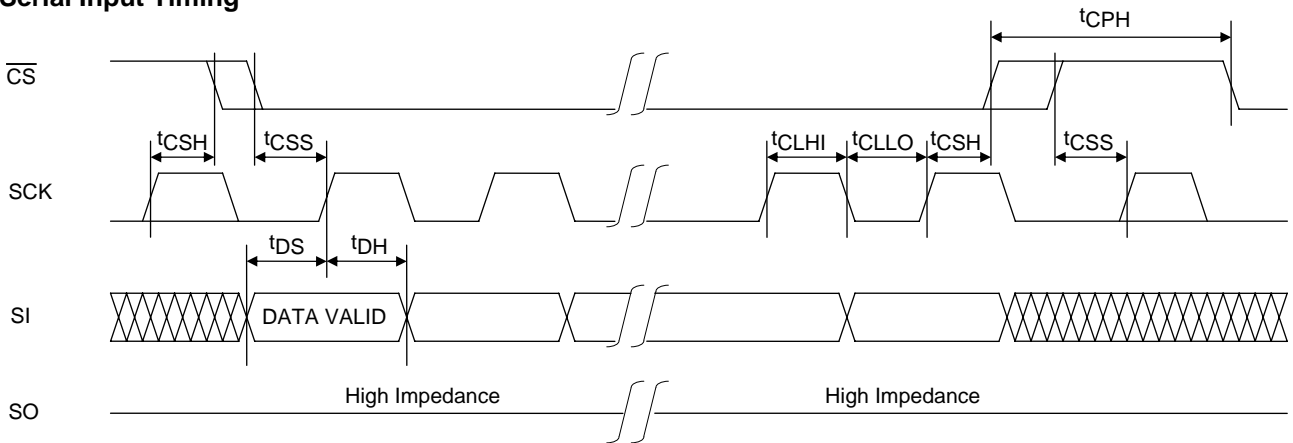 Serial Input Timing
tCPH
CS
tCSH
tCSS
tCLHI
tCLLO
tCSH
tCSS
SCK
tDS
tDH
SI
DATA VALID
High Impedance
High Impedance
SO